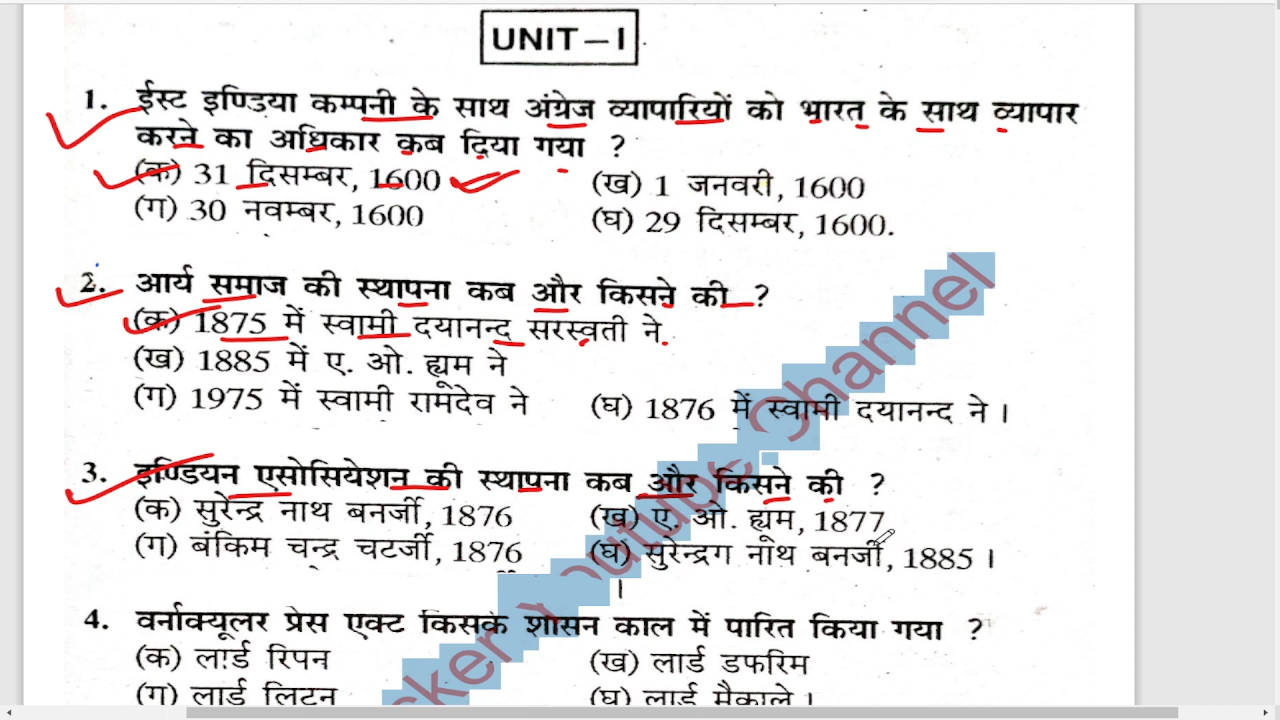 UNIT–I
1. ईस्ट इण्डिया कम्पनी के साथ अंग्रेज व्यापारियों को भारत के साथ व्यापार
करने का अधिकार कब दिया गया ?
(क) 31 दिसम्बर, 1600 (ख) 1 जनवरी, 1600
(ग) 30 नवम्बर, 1600 (घ) 29 दिसम्बर, 1600.
2. आर्य समाज की स्थापना कब और किसने की ?
(क) 1875 में स्वामी दयानन्द सरस्वती ने.
(ख) 1885 में ए. ओ. ह्यूम ने
(ग) 1975 में स्वामी रामदेव ने (घ) 1876 में स्वामी दयानन्द ने ।
3. इण्डियन एसोसियेशन की स्थापना कब और किसने की ?
(क) सुरेन्द्र नाथ बनर्जी, 1876 (ख) ए. ओ. ह्यूम, 1877
(ग) बंकिम चन्द्र चटर्जी, 1876 (घ) सुरेन्द्रग नाथ बनर्जी, 1885 ।
4. वर्नाक्यूलर प्रेस एक्ट किसके शासन काल में पारित किया गया ?
(क) लार्ड रिपन (ख) लार्ड डफरिम
(ग) लार्ड लिटन (घ) लार्ड मैकाले ।
Youtube Channel